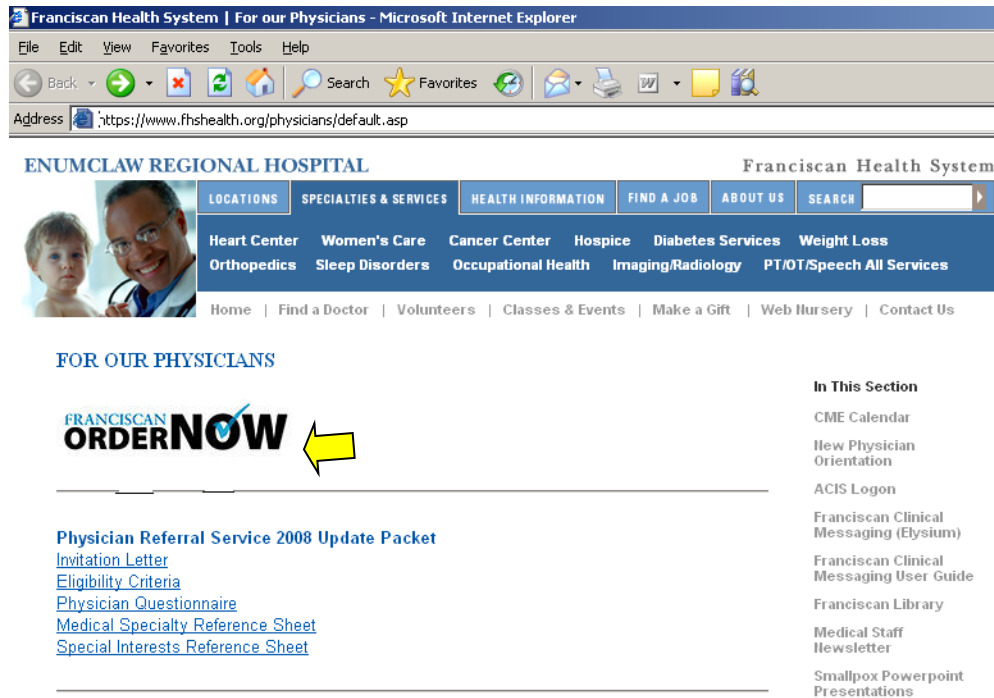 Franciscan Health System | For our Physicians - Microsoft Internet Explorer
File Edit View Favorites Tools Help
Back Search Favorites
Address https://www.fhshealth.org/physicians/default.asp
ENUMCLAW REGIONAL HOSPITAL Franciscan Health System
LOCATIONS SPECIALTIES & SERVICES HEALTH INFORMATION FIND A JOB ABOUT US SEARCH
Heart Center Women's Care Cancer Center Hospice Diabetes Services Weight Loss
Orthopedics Sleep Disorders Occupational Health Imaging/Radiology PT/OT/Speech All Services
Home | Find a Doctor | Volunteers | Classes & Events | Make a Gift | Web Nursery | Contact Us
FOR OUR PHYSICIANS
FRANCISCAN
ORDERNOW
Physician Referral Service 2008 Update Packet
Invitation Letter
Eligibility Criteria
Physician Questionnaire
Medical Specialty Reference Sheet
Special Interests Reference Sheet
In This Section
CME Calendar
New Physician
Orientation
ACIS Logon
Franciscan Clinical
Messaging (Elysium)
Franciscan Clinical
Messaging User Guide
Franciscan Library
Medical Staff
Newsletter
Smallpox Powerpoint
Presentations